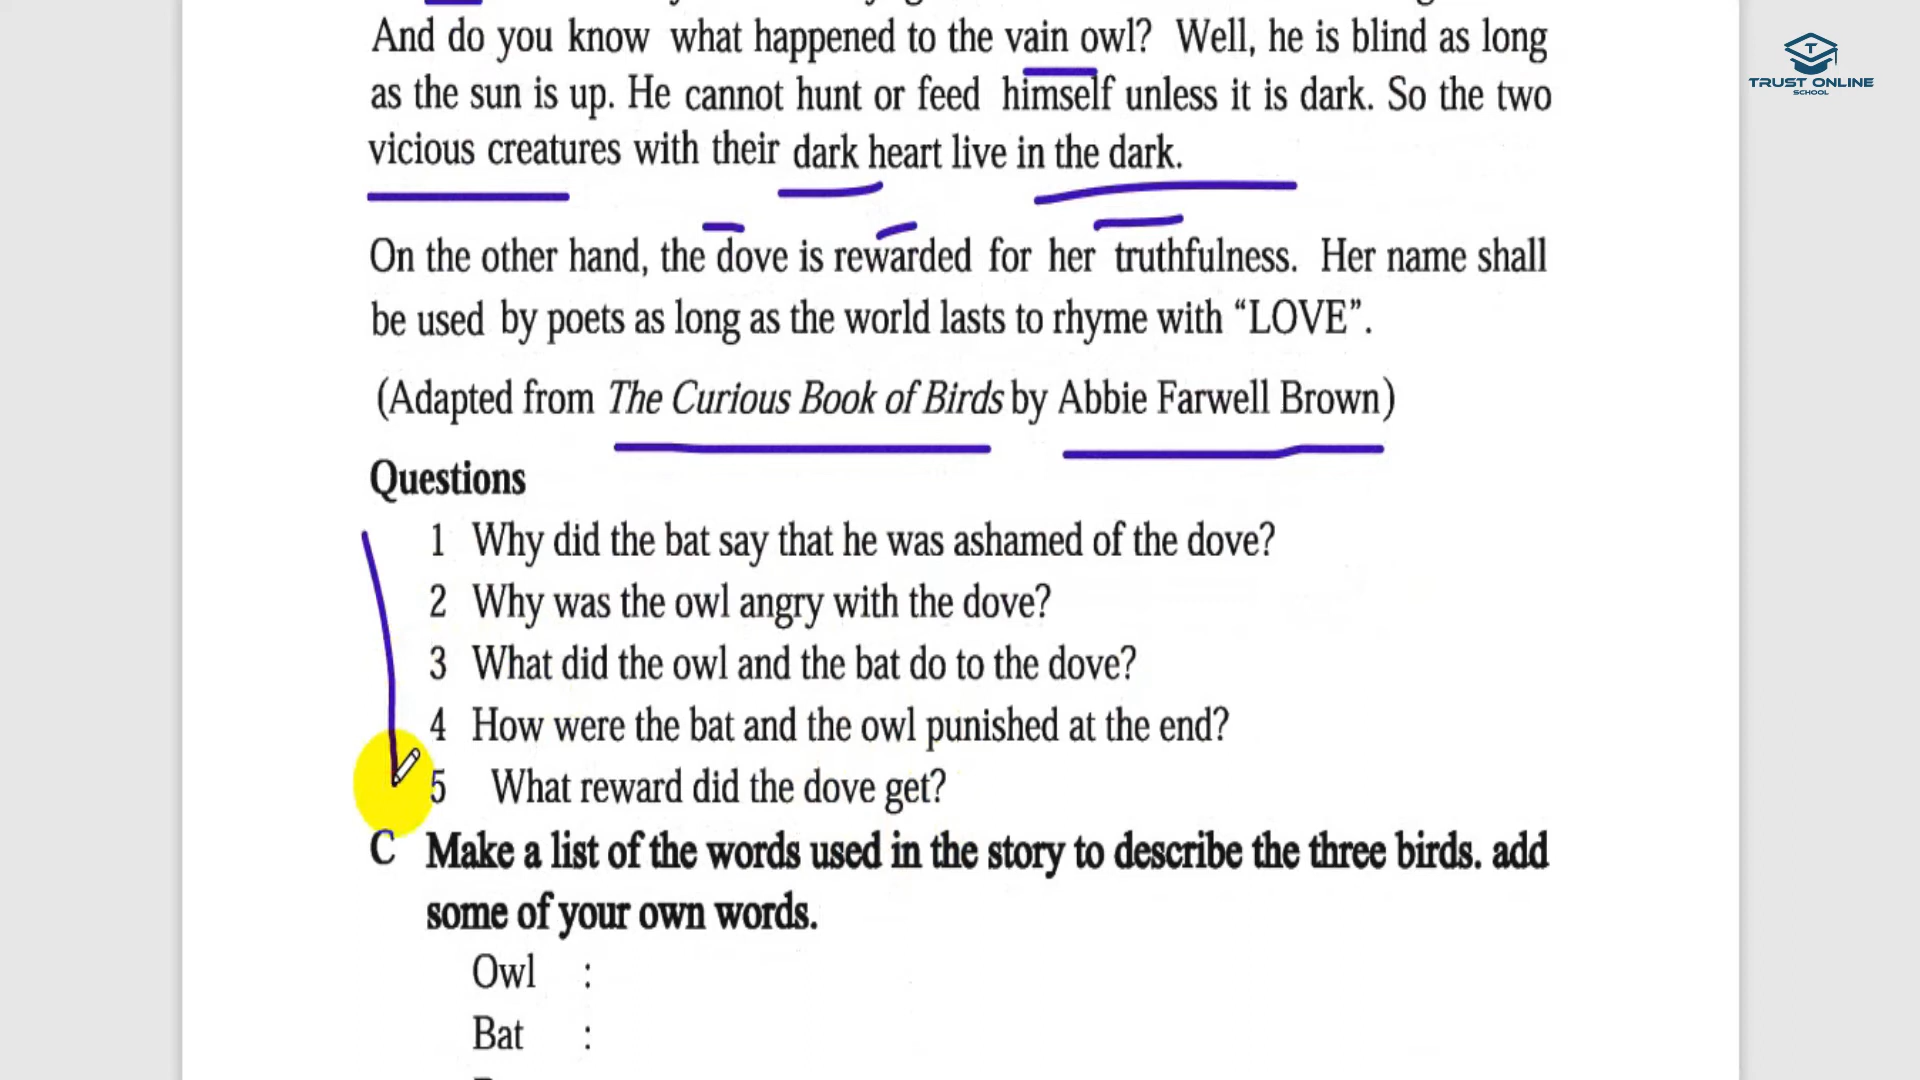 And do you know what happened to the vain owl? Well, he is blind as long
as the sun is up. He cannot hunt or feed himself unless it is dark. So the two
vicious creatures with their dark heart live in the dark.
On the other hand, the dove is rewarded for her truthfulness. Her name shall
be used by poets as long as the world lasts to rhyme with “LOVE”.
(Adapted from The Curious Book of Birds by Abbie Farwell Brown)
Questions
1 Why did the bat say that he was ashamed of the dove?
2 Why was the owl angry with the dove?
3 What did the owl and the bat do to the dove?
4 How were the bat and the owl punished at the end?
5 What reward did the dove get?
C Make a list of the words used in the story to describe the three birds. add
some of your own words.
Owl :
Bat :
T
TRUST ONLINE
SCHOOL